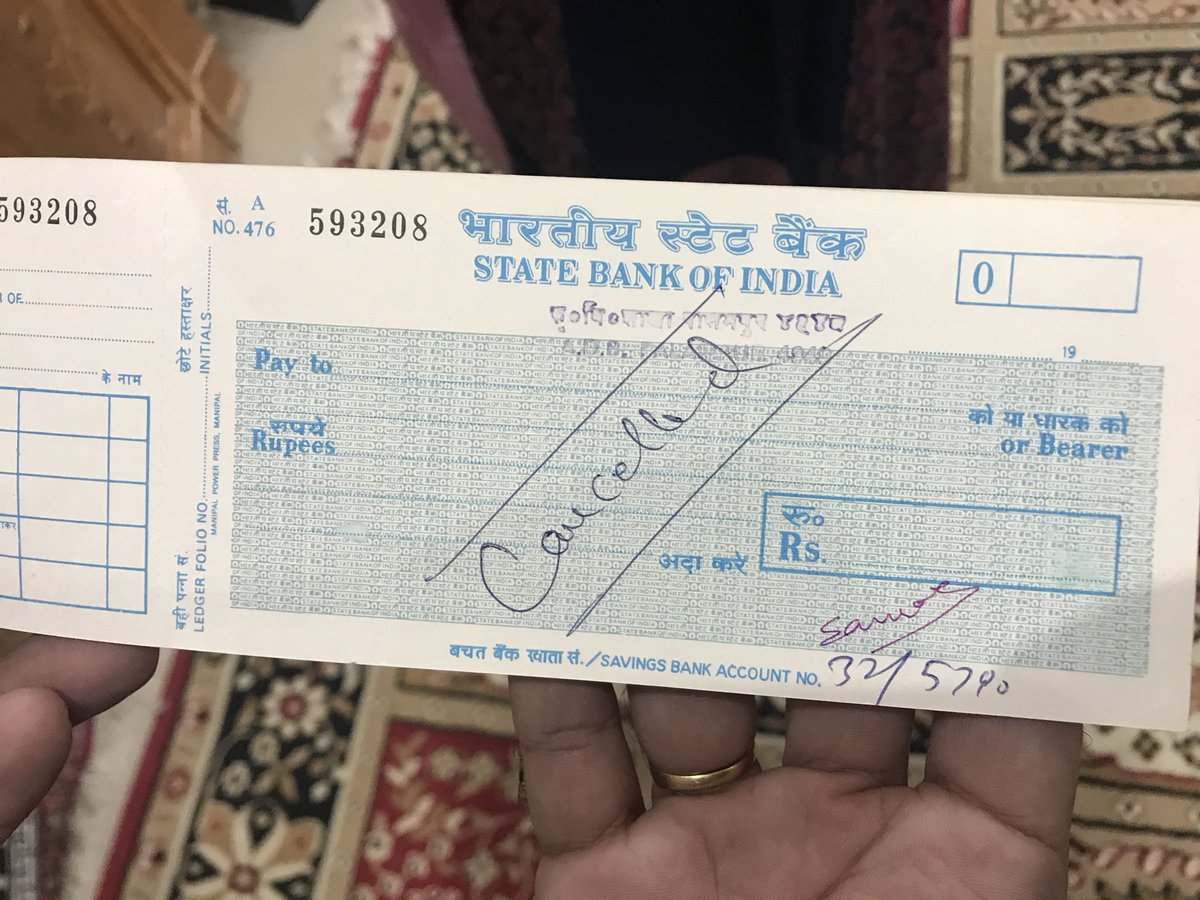 593208
OF
के नाम
सं. A
NO. 476
593208
भारतीय स्टेट बैंक
STATE BANK OF INDIA
0
19
Pay to
को या धारक को
or Bearer
रुपये
Rupees
Cancelled
रु०
Rs.
अदा करें
बचत बैंक खाता सं./SAVINGS BANK ACCOUNT NO. 32/5740
छोटे हस्ताक्षर
INITIALS
बही पन्ना सं.
LEDGER FOLIO NO.
MANIPAL POWER PRESS, MANIPAL